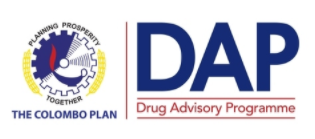 PLANNING PROSPERITY
TOGETHER
THE COLOMBO PLAN
DAP
Drug Advisory Programme